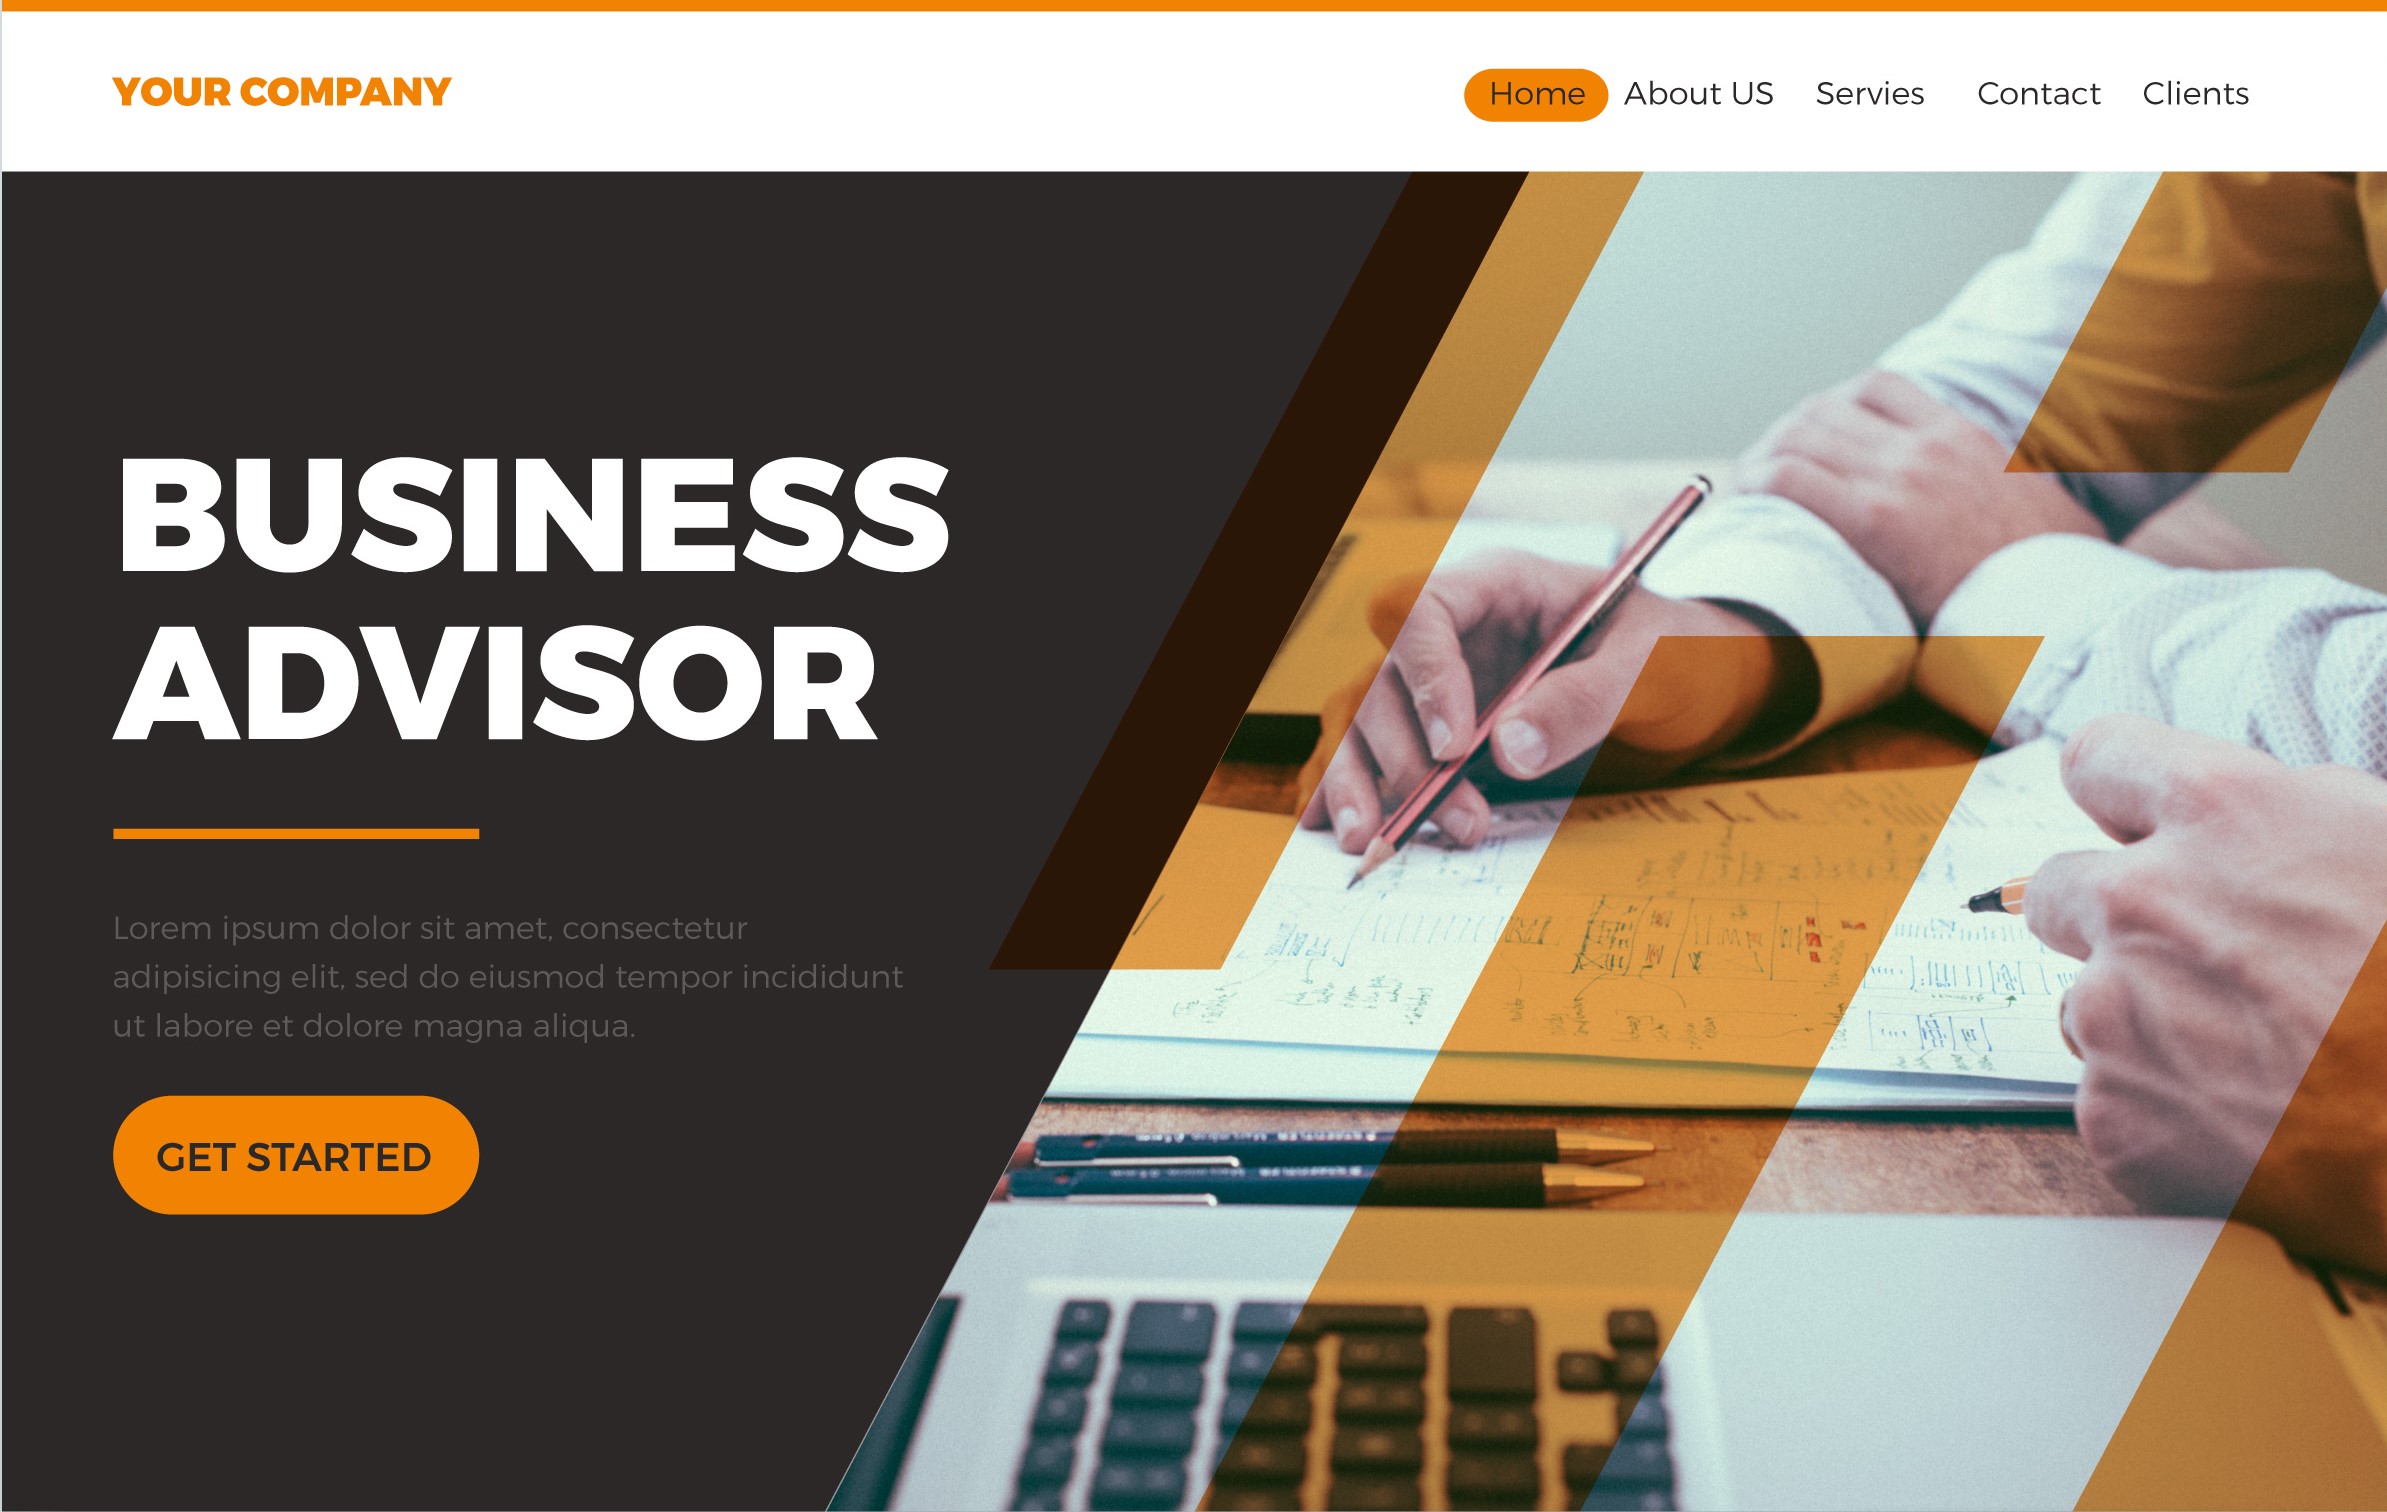 YOUR COMPANY
Home About US Servies Contact Clients
BUSINESS
ADVISOR
Lorem ipsum dolor sit amet, consectetur
adipisicing elit, sed do eiusmod tempor incididunt
ut labore et dolore magna aliqua.
GET STARTED